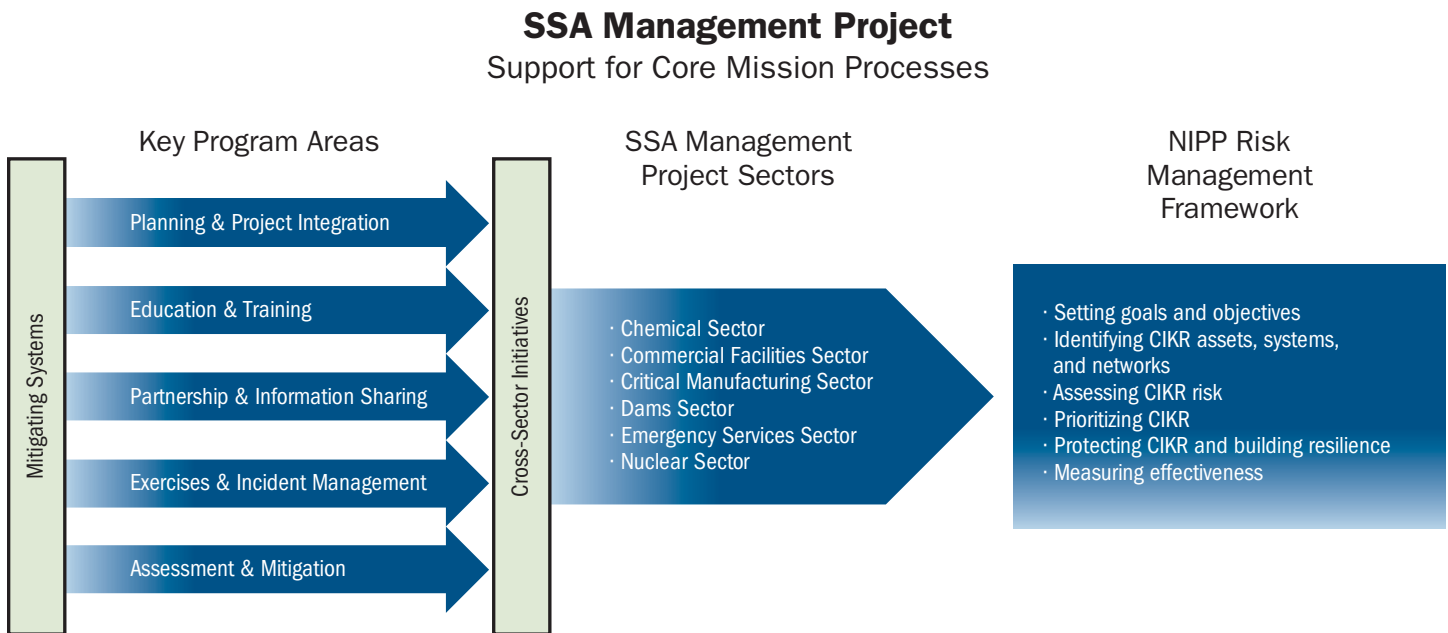 SSA Management Project
Support for Core Mission Processes
Key Program Areas
Mitigating Systems
Planning & Project Integration
Education & Training
Partnership & Information Sharing
Exercises & Incident Management
Assessment & Mitigation
Cross-Sector Initiatives
SSA Management
Project Sectors
· Chemical Sector
· Commercial Facilities Sector
· Critical Manufacturing Sector
· Dams Sector
· Emergency Services Sector
· Nuclear Sector
NIPP Risk
Management
Framework
· Setting goals and objectives
· Identifying CIKR assets, systems,
and networks
· Assessing CIKR risk
· Prioritizing CIKR
· Protecting CIKR and building resilience
· Measuring effectiveness